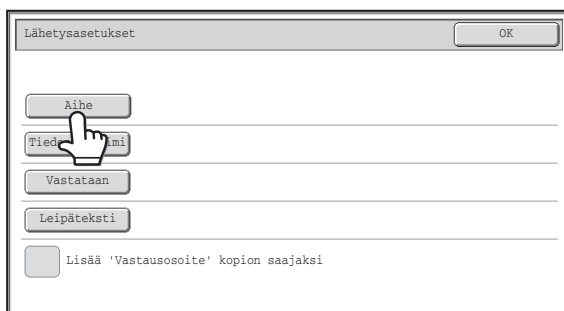 Lähetysasetukset
OK
Aihe
Vastataan
Leipäteksti
Lisää 'Vastausosoite' kopion saajaksi